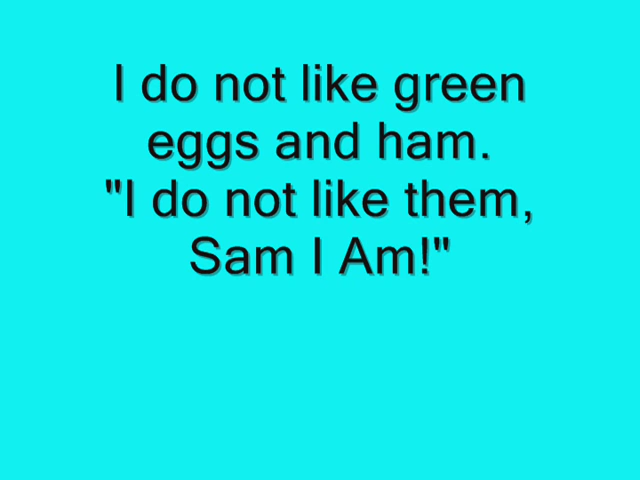 I do not like green
eggs and ham.
"I do not like them,
Sam I Am!"